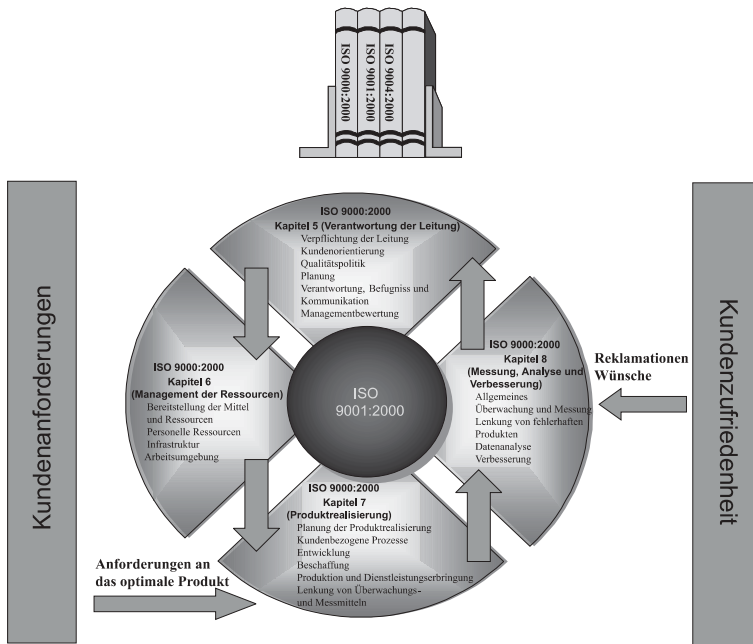 ISO 9000:2000
ISO 9001:2000
ISO 9004:2000
Kundenanforderungen
ISO 9000:2000
Kapitel 5 (Verantwortung der Leitung)
Verpflichtung der Leitung
Kundenorientierung
Qualitätspolitik
Planung
Verantwortung, Befugniss und
Kommunikation
Managementbewertung
ISO 9000:2000
Kapitel 6
(Management der Ressourcen)
Bereitstellung der Mittel
und Ressourcen
Personelle Ressourcen
Infrastruktur
Arbeitsumgebung
ISO
9001:2000
ISO 9000:2000
Kapitel 8
(Messung, Analyse und
Verbesserung)
Allgemeines
Überwachung und Messung
Lenkung von fehlerhaften
Produkten
Datenanalyse
Verbesserung
Reklamationen
Wünsche
Kundenzufriedenheit
ISO 9000:2000
Kapitel 7
(Produktrealisierung)
Planung der Produktrealisierung
Kundenbezogene Prozesse
Entwicklung
Beschaffung
Produktion und Dienstleistungserbringung
Lenkung von Überwachungs-
und Messmitteln
Anforderungen an
das optimale Produkt